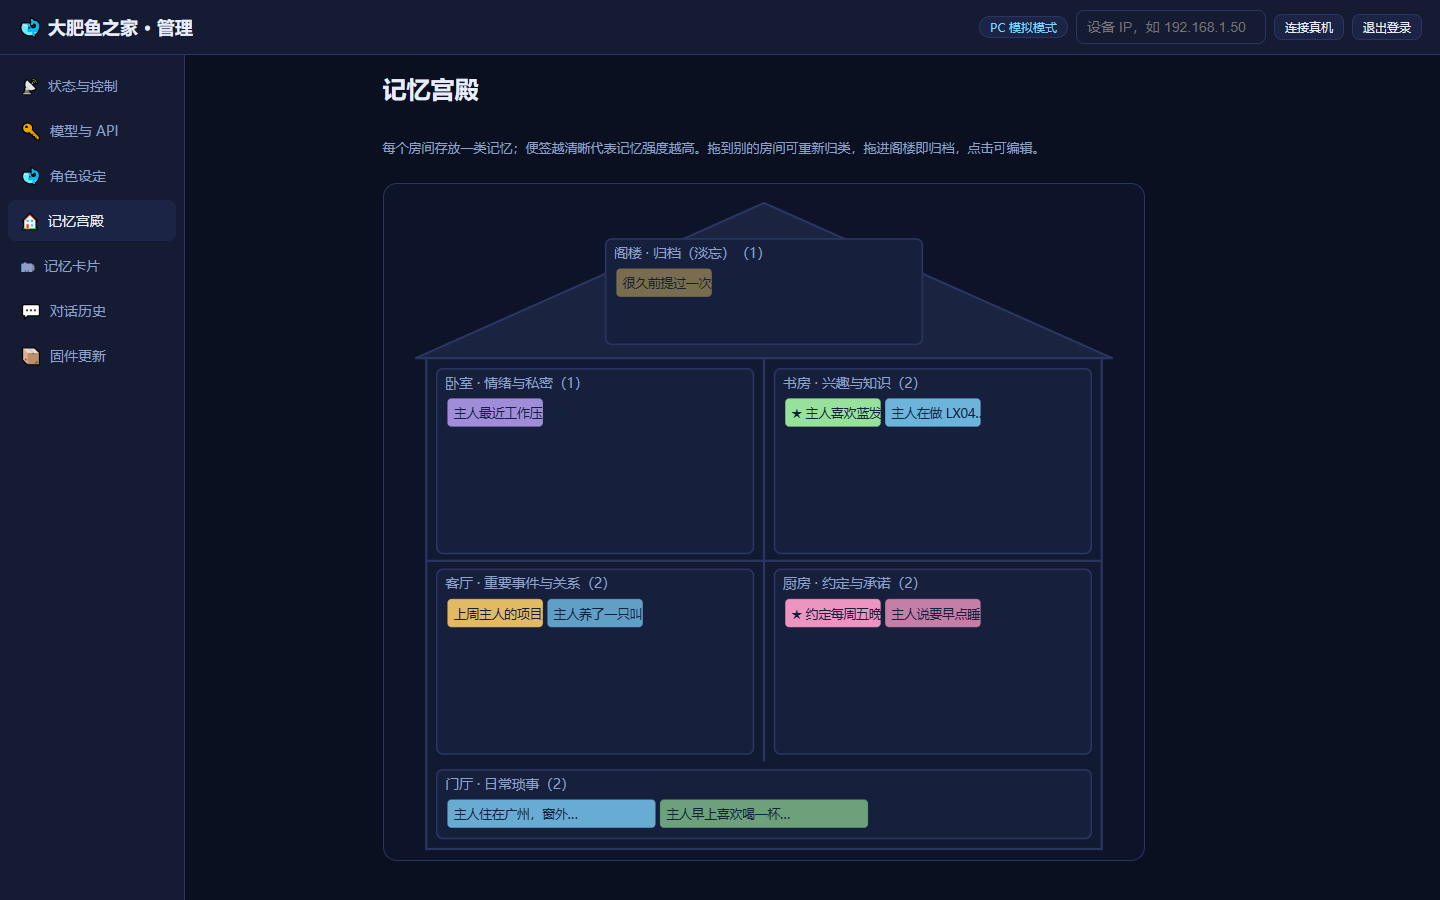 大肥鱼之家 · 管理
PC 模拟模式
设备 IP，如 192.168.1.50
连接真机
退出登录
状态与控制
模型与 API
角色设定
记忆宫殿
记忆卡片
对话历史
固件更新
记忆宫殿
每个房间存放一类记忆；便签越清晰代表记忆强度越高。拖到别的房间可重新归类，拖进阁楼即归档，点击可编辑。
阁楼 · 归档（淡忘）（1）
很久前提过一次
卧室 · 情绪与私密（1）
主人最近工作压
书房 · 兴趣与知识（2）
★ 主人喜欢蓝发
主人在做 LX04..
客厅 · 重要事件与关系（2）
上周主人的项目
主人养了一只叫
厨房 · 约定与承诺（2）
★ 约定每周五晚
主人说要早点睡
门厅 · 日常琐事（2）
主人住在广州，窗外...
主人早上喜欢喝一杯...